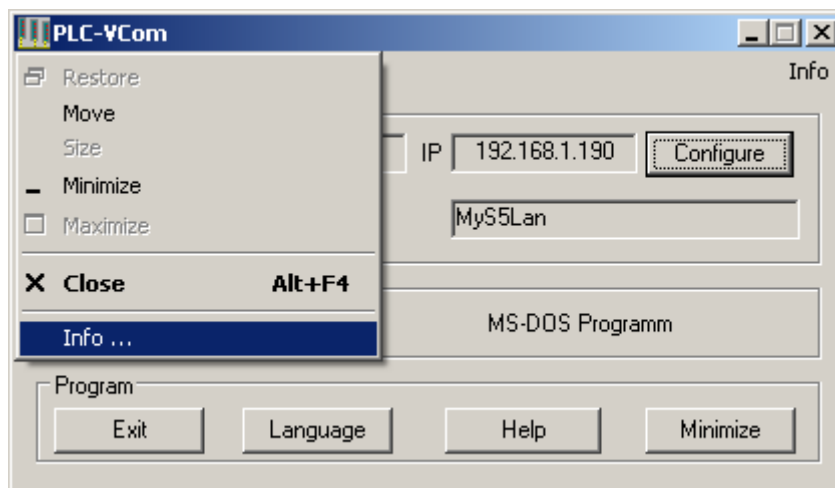 PLC-VCom
Info
Restore
Move
Size
Minimize
Maximize
Close Alt+F4
Info ...
IP 192.168.1.190 Configure
MyS5Lan
MS-DOS Programm
Program
Exit Language Help Minimize